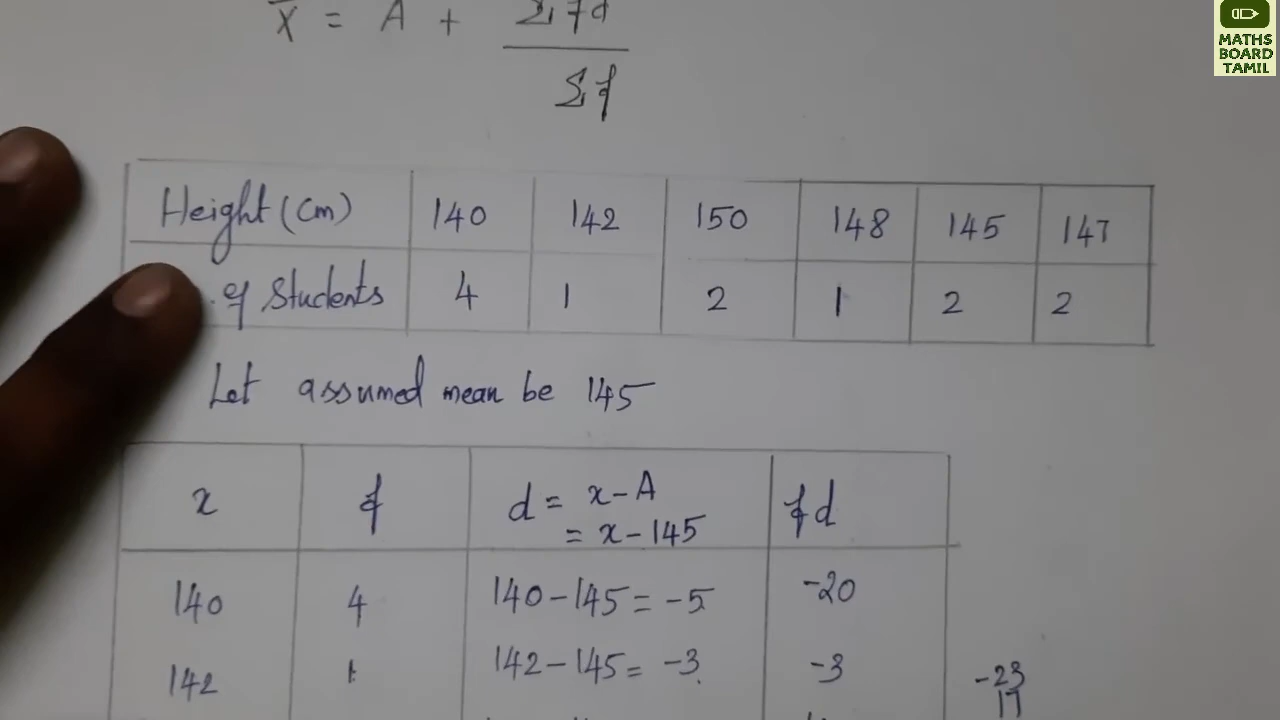 MATHS
BOARD
TAMIL
X̄ = A + Σfd
Σf
Height (Cm) 140 142 150 148 145 147
. of Students 4 1 2 1 2 2
Let assumed mean be 145
x f d = x-A fd
= x-145
140 4 140-145 = -5 -20
142 1 142-145 = -3 -3 -23
17